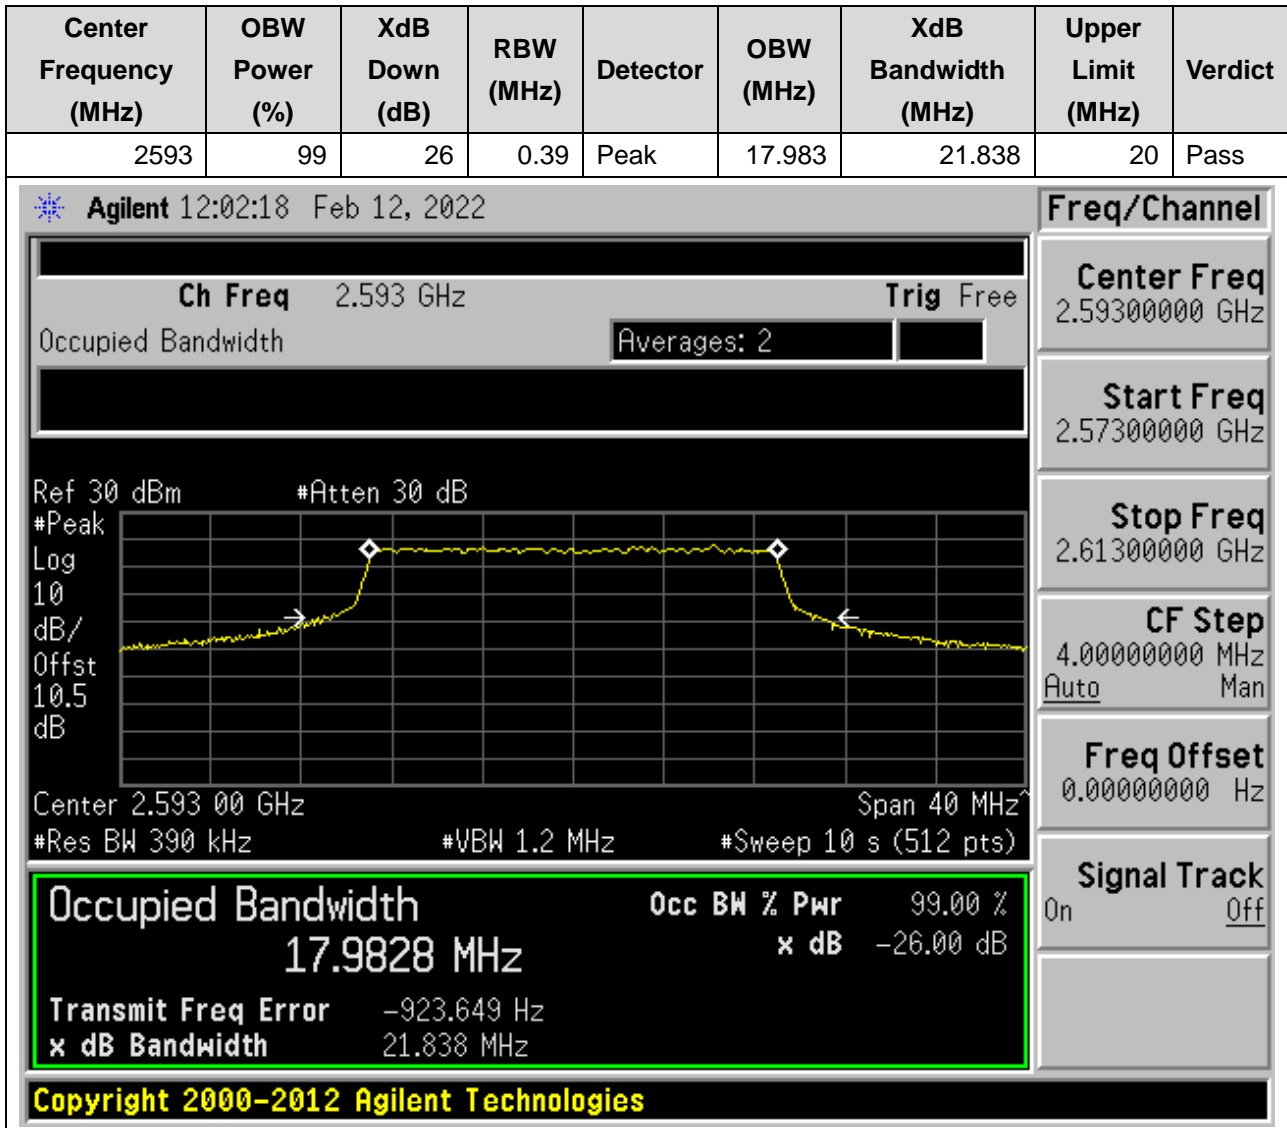 Center Frequency (MHz) OBW Power (%) XdB Down (dB) RBW (MHz) Detector OBW (MHz) XdB Bandwidth (MHz) Upper Limit (MHz) Verdict
2593 99 26 0.39 Peak 17.983 21.838 20 Pass
Agilent 12:02:18 Feb 12, 2022
Freq/Channel
Ch Freq 2.593 GHz Trig Free
Occupied Bandwidth Averages: 2
Center Freq
2.59300000 GHz
Start Freq
2.57300000 GHz
Stop Freq
2.61300000 GHz
CF Step
4.00000000 MHz
Auto Man
Freq Offset
0.00000000 Hz
Signal Track
On Off
Ref 30 dBm #Atten 30 dB
#Peak
Log
10
dB/
Offst
10.5
dB
Center 2.593 00 GHz Span 40 MHz^
#Res BW 390 kHz #VBW 1.2 MHz #Sweep 10 s (512 pts)
Occupied Bandwidth Occ BW % Pwr 99.00 %
17.9828 MHz x dB -26.00 dB
Transmit Freq Error -923.649 Hz
x dB Bandwidth 21.838 MHz
Copyright 2000-2012 Agilent Technologies